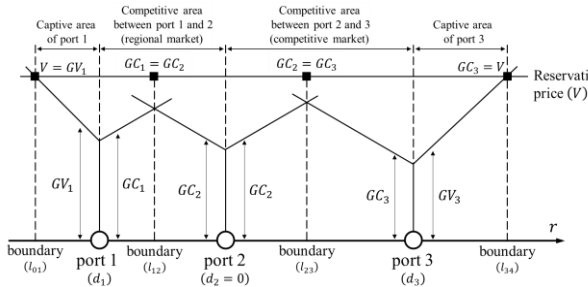 Captive area
of port 1
Competitive area
between port 1 and 2
(regional market)
Competitive area
between port 2 and 3
(competitive market)
Captive area
of port 3
V = GV₁
GC₁ = GC₂
GC₂ = GC₃
GC₃ = V
Reservati
price (V)
GV₁
GC₁
GC₂
GC₂
GC₃
GV₃
r
boundary
(l₀₁)
port 1
(d₁)
boundary
(l₁₂)
port 2
(d₂ = 0)
boundary
(l₂₃)
port 3
(d₃)
boundary
(l₃₄)